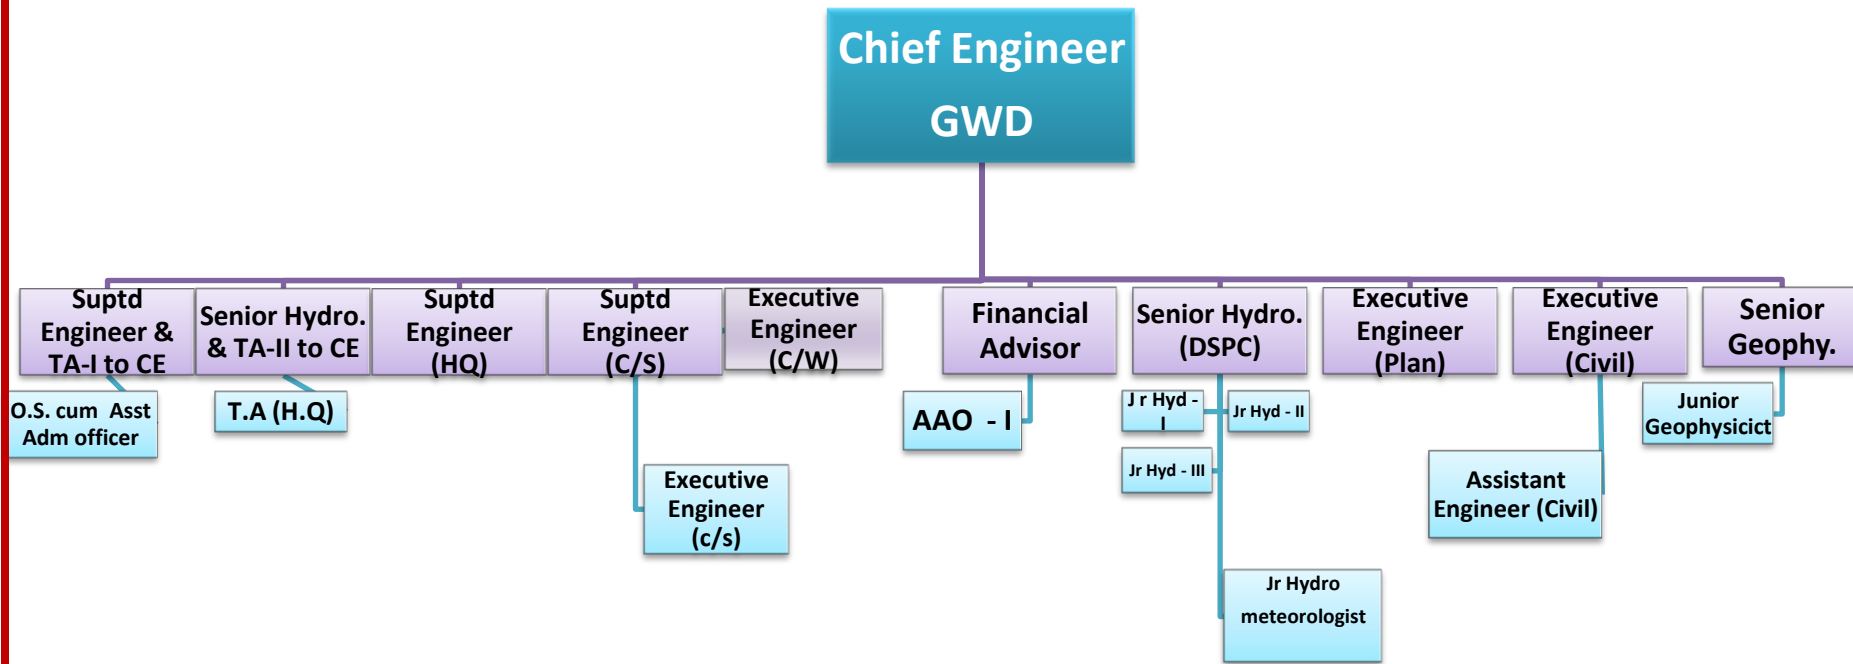 Chief Engineer
GWD
Suptd
Engineer &
TA-I to CE
Senior Hydro.
& TA-II to CE
Suptd
Engineer
(HQ)
Suptd
Engineer
(C/S)
Executive
Engineer
(C/W)
Financial
Advisor
Senior Hydro.
(DSPC)
Executive
Engineer
(Plan)
Executive
Engineer
(Civil)
Senior
Geophy.
O.S. cum  Asst
Adm officer
T.A (H.Q)
Executive
Engineer
(c/s)
AAO  - I
J r Hyd -
I
Jr Hyd - II
Jr Hyd - III
Jr Hydro
meteorologist
Assistant
Engineer (Civil)
Junior
Geophysicict